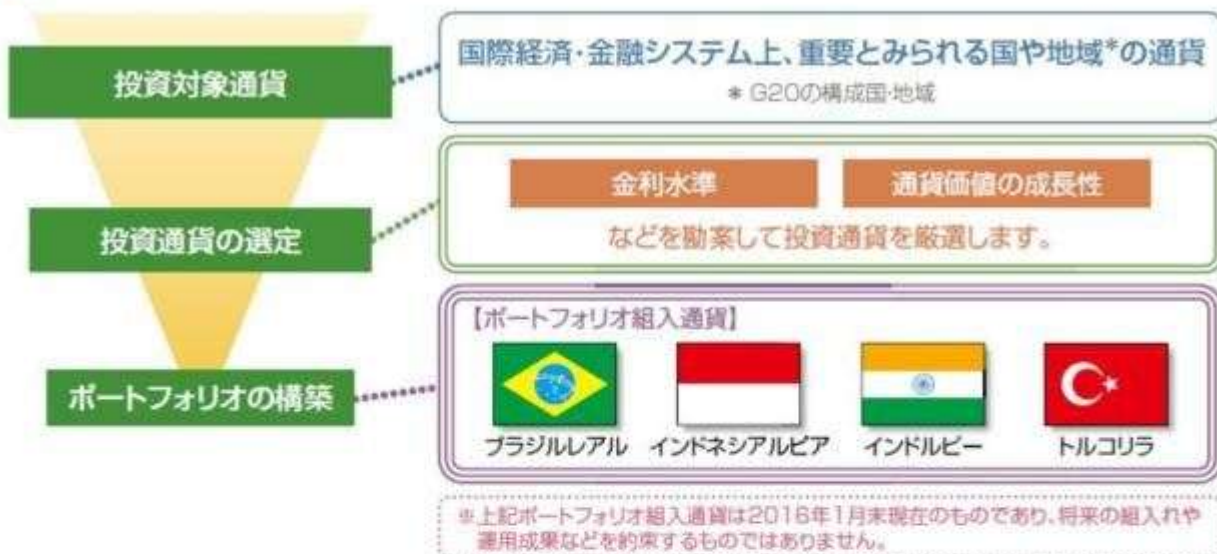 投資対象通貨
国際経済・金融システム上、重要とみられる国や地域*の通貨
* G20の構成国・地域
投資通貨の選定
金利水準
通貨価値の成長性
などを勘案して投資通貨を厳選します。
ポートフォリオの構築
【ポートフォリオ組入通貨】
ブラジルレアル
インドネシアルピア
インドルピー
トルコリラ
※上記ポートフォリオ組入通貨は2016年1月末現在のものであり、将来の組入れや
運用成果などを約束するものではありません。